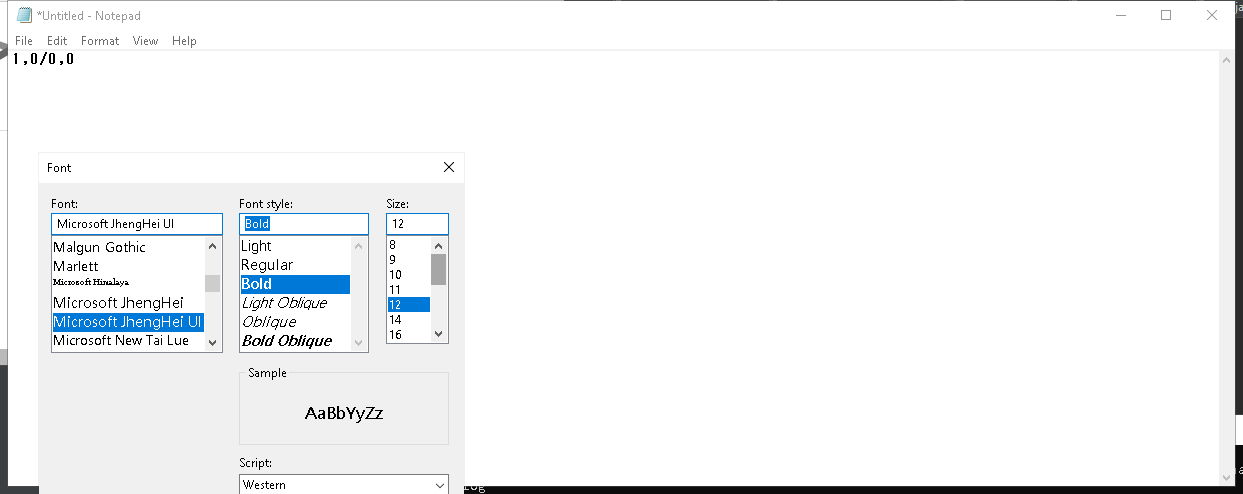 *Untitled - Notepad
File Edit Format View Help
1,0/0,0
Font
Font: Font style: Size:
Microsoft JhengHei UI Bold 12
Malgun Gothic Light 8
Marlett Regular 9
Microsoft Himalaya Bold 10
Microsoft JhengHei Light Oblique 11
Microsoft JhengHei UI Oblique 12
Microsoft New Tai Lue Bold Oblique 14
16
Sample
AaBbYyZz
Script:
Western